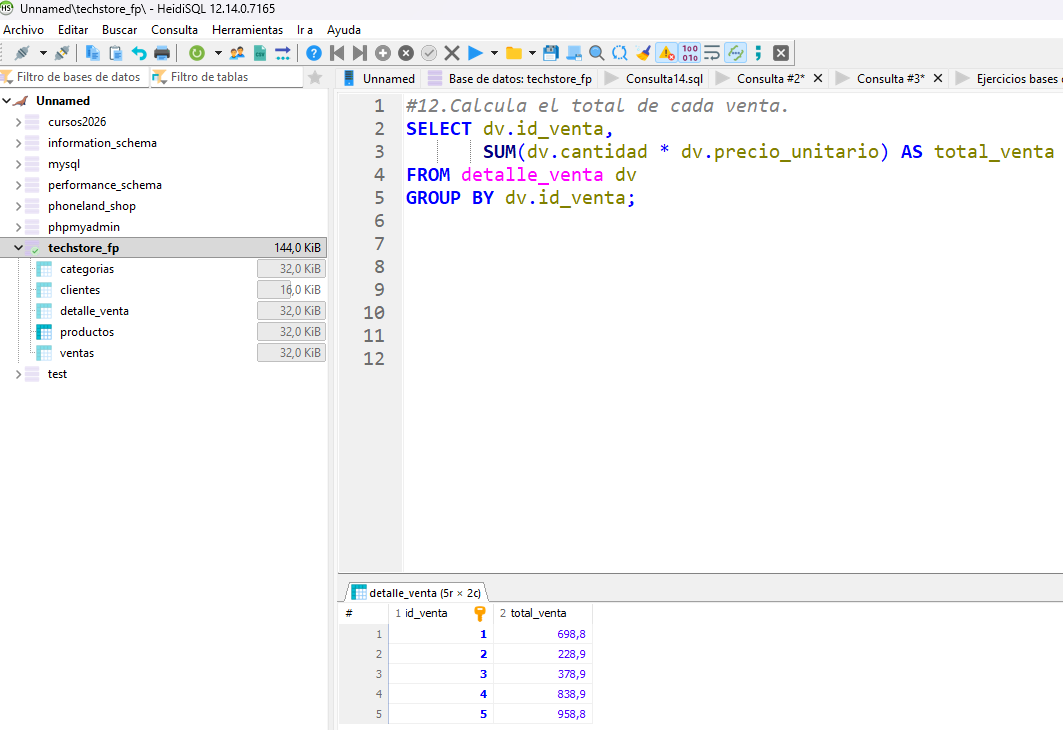 Unnamed\techstore_fp\ - HeidiSQL 12.14.0.7165
Archivo Editar Buscar Consulta Herramientas Ir a Ayuda
Filtro de bases de datos Filtro de tablas
Unnamed Base de datos: techstore_fp Consulta14.sql Consulta #2* Consulta #3* Ejercicios bases
Unnamed
cursos2026
information_schema
mysql
performance_schema
phoneland_shop
phpmyadmin
techstore_fp 144,0 KiB
categorias 32,0 KiB
clientes 16,0 KiB
detalle_venta 32,0 KiB
productos 32,0 KiB
ventas 32,0 KiB
test
1 #12.Calcula el total de cada venta.
2 SELECT dv.id_venta,
3 SUM(dv.cantidad * dv.precio_unitario) AS total_venta
4 FROM detalle_venta dv
5 GROUP BY dv.id_venta;
6
7
8
9
10
11
12
detalle_venta (5r × 2c)
# 1 id_venta 2 total_venta
1 1 698,8
2 2 228,9
3 3 378,9
4 4 838,9
5 5 958,8